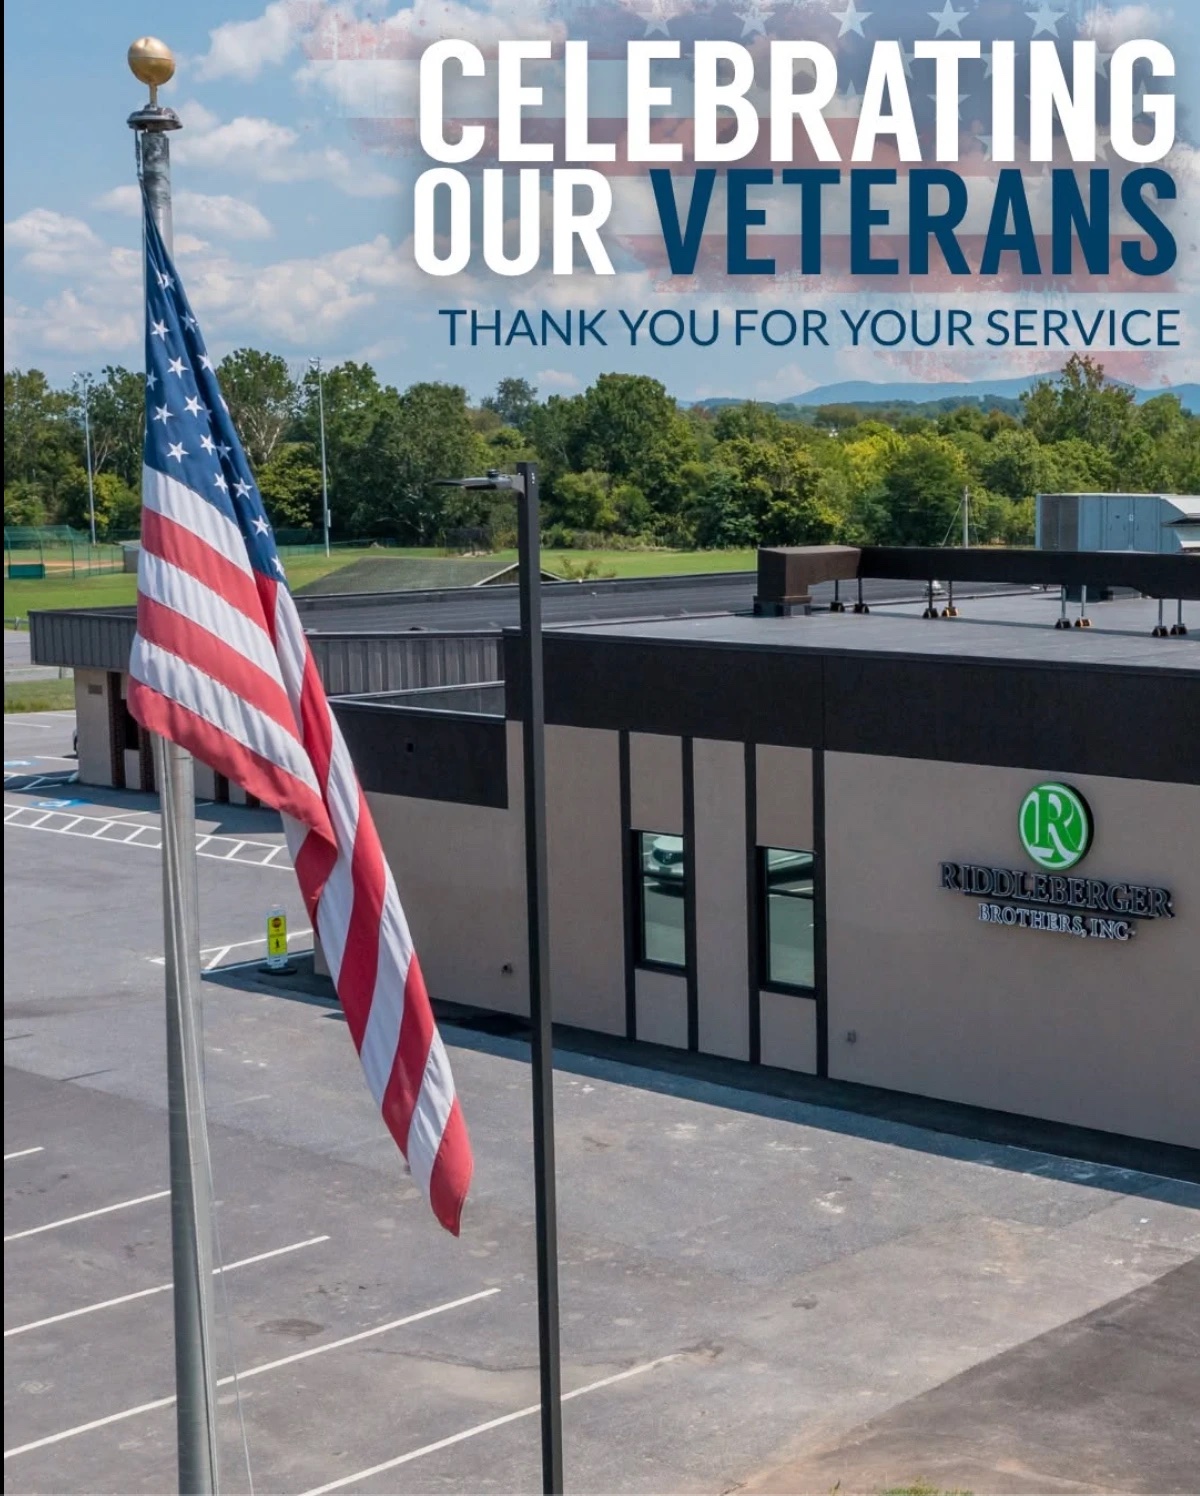 CELEBRATING
OUR VETERANS
THANK YOU FOR YOUR SERVICE
R
RIDDLEBERGER
BROTHERS, INC.